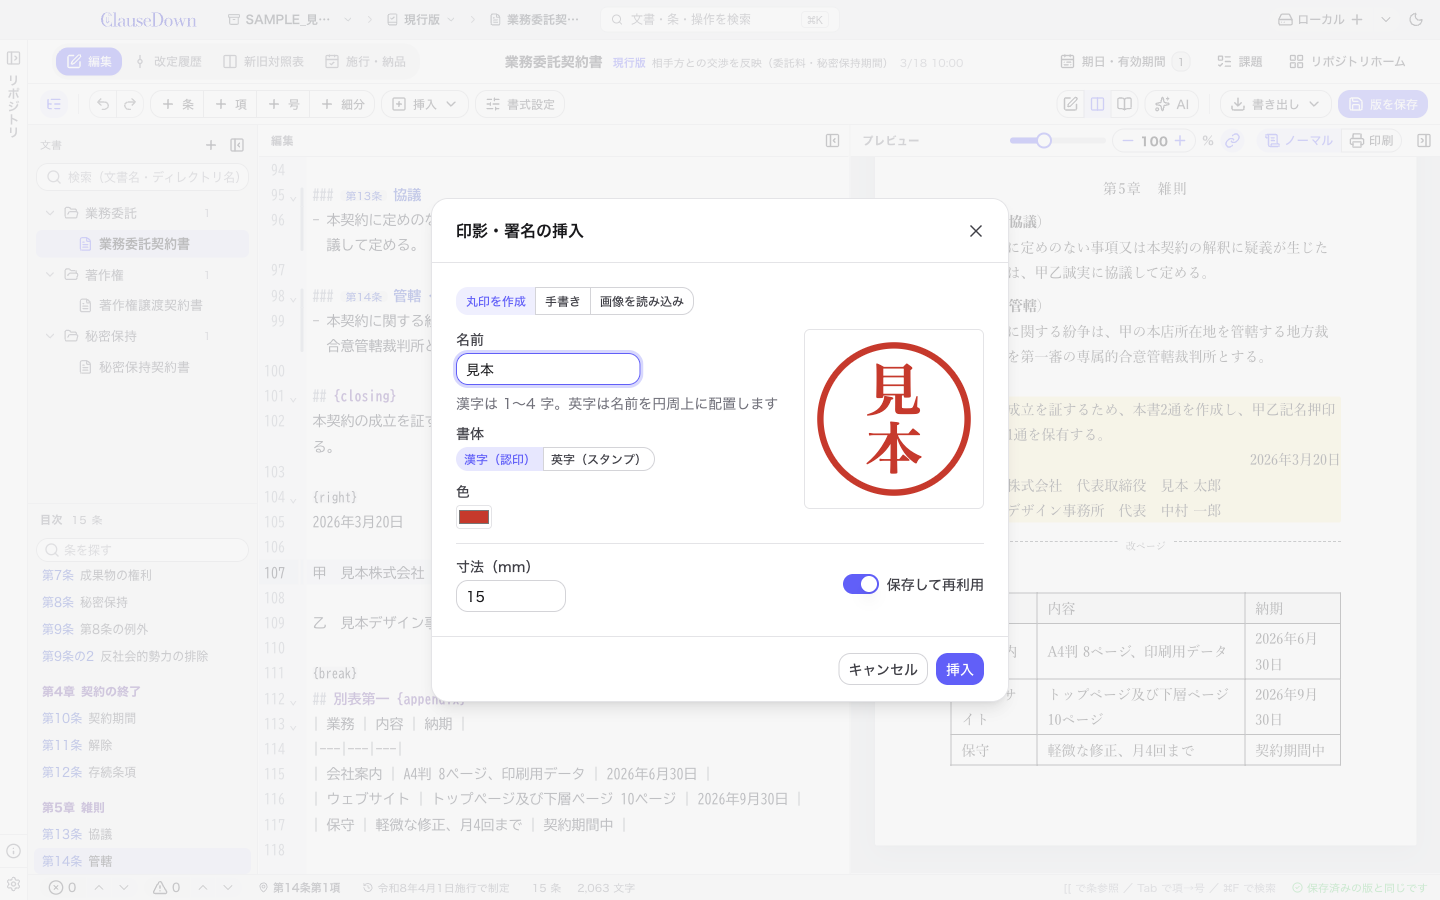 ClauseDown
SAMPLE_見…
現行版
業務委託契…
文書・条・操作を検索
⌘K
ローカル
リポジトリ
編集
改定履歴
新旧対照表
施行・納品
業務委託契約書 現行版 相手方との交渉を反映（委託料・秘密保持期間） 3/18 10:00
期日・有効期間 1
課題
リポジトリホーム
条
項
号
細分
挿入
書式設定
AI
書き出し
版を保存
文書
検索（文書名・ディレクトリ名）
業務委託 1
業務委託契約書
著作権 1
著作権譲渡契約書
秘密保持 1
秘密保持契約書
目次 15 条
条を探す
第7条 成果物の権利
第8条 秘密保持
第9条 第8条の例外
第9条の2 反社会的勢力の排除
第4章 契約の終了
第10条 契約期間
第11条 解除
第12条 存続条項
第5章 雑則
第13条 協議
第14条 管轄
編集
94
95 ### 第13条 協議
96 - 本契約に定めのな
議して定める。
97
98 ### 第14条 管轄
99 - 本契約に関する紛
合意管轄裁判所と
100
101 ## {closing}
102 本契約の成立を証す
る。
103
104 {right}
105 2026年3月20日
106
107 甲 見本株式会社
108
109 乙 見本デザイン事
110
111 {break}
112 ## 別表第一 {appendix}
113 | 業務 | 内容 | 納期 |
114 |---|---|---|
115 | 会社案内 | A4判 8ページ、印刷用データ | 2026年6月30日 |
116 | ウェブサイト | トップページ及び下層ページ 10ページ | 2026年9月30日 |
117 | 保守 | 軽微な修正、月4回まで | 契約期間中 |
118
プレビュー
100 %
ノーマル
印刷
第5章 雑則
協議）
に定めのない事項又は本契約の解釈に疑義が生じた
は、甲乙誠実に協議して定める。
管轄）
に関する紛争は、甲の本店所在地を管轄する地方裁
を第一審の専属的合意管轄裁判所とする。
成立を証するため、本書2通を作成し、甲乙記名押印
1通を保有する。
2026年3月20日
株式会社 代表取締役 見本 太郎
デザイン事務所 代表 中村 一郎
改ページ
内容 納期
内 A4判 8ページ、印刷用データ 2026年6月
30日
サ トップページ及び下層ページ 2026年9月
イト 10ページ 30日
保守 軽微な修正、月4回まで 契約期間中
印影・署名の挿入
丸印を作成
手書き
画像を読み込み
名前
見本
漢字は 1〜4 字。英字は名前を円周上に配置します
書体
漢字（認印）
英字（スタンプ）
色
見
本
寸法（mm）
15
保存して再利用
キャンセル
挿入
0
0
第14条第1項
令和8年4月1日施行で制定
15 条
2,063 文字
[[ で条参照 ／ Tab で項→号 ／ ⌘F で検索
保存済みの版と同じです